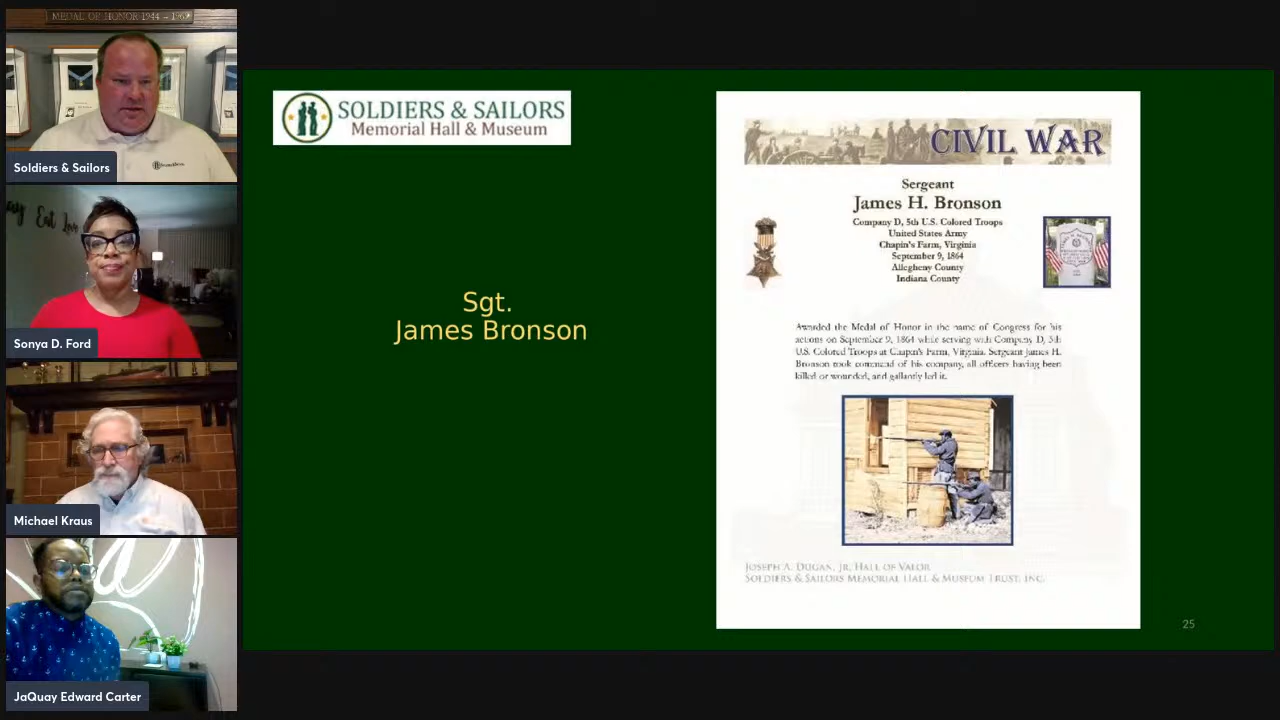 MEDAL OF HONOR 1944 – 1969
Soldiers & Sailors
Sonya D. Ford
Michael Kraus
JaQuay Edward Carter
SOLDIERS & SAILORS
Memorial Hall & Museum
Sgt.
James Bronson
CIVIL WAR
Sergeant
James H. Bronson
Company D, 5th U.S. Colored Troops
United States Army
Chapin's Farm, Virginia
September 9, 1864
Allegheny County
Indiana County
Awarded the Medal of Honor in the name of Congress for his
actions on September 9, 1864 while serving with Company D, 5th
U.S. Colored Troops at Chapin's Farm, Virginia. Sergeant James H.
Bronson took command of his company, all officers having been
killed or wounded, and gallantly led it.
JOSEPH A. DUGAN, JR. HALL OF VALOR
SOLDIERS & SAILORS MEMORIAL HALL & MUSEUM TRUST, INC.
25